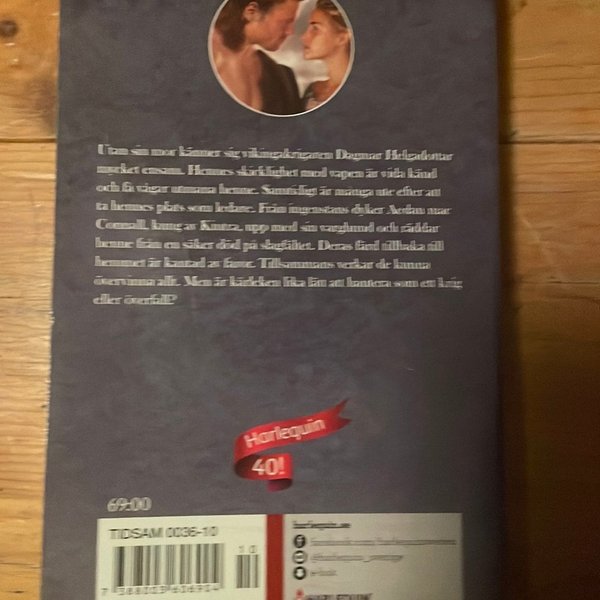 Utan sin mor känner sig vikingakrigaren Dagmar Helgadottar
mycket ensam. Hennes skicklighet med vapen är vida känd
och få vågar utmana henne. Samtidigt är många ute efter att
ta hennes plats som ledare. Från ingenstans dyker Aedan mac
Connall, kung av Kintra, upp med sin varghund och räddar
henne från en säker död på slagfältet. Deras färd tillbaka till
hemmet är kantad av faror. Tillsammans verkar de kunna
övervinna allt. Men är kärleken lika lätt att hantera som ett krig
eller överfall?
Harlequin
40!
69:00
TIDSAM 0036-10
harlequin.se
HARLEQUIN